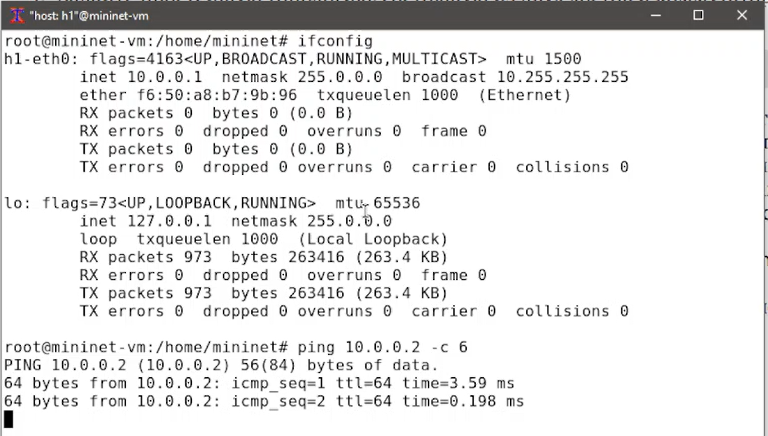 "host: h1"@mininet-vm
root@mininet-vm:/home/mininet# ifconfig
h1-eth0: flags=4163<UP,BROADCAST,RUNNING,MULTICAST>  mtu 1500
        inet 10.0.0.1  netmask 255.0.0.0  broadcast 10.255.255.255
        ether f6:50:a8:b7:9b:96  txqueuelen 1000  (Ethernet)
        RX packets 0  bytes 0 (0.0 B)
        RX errors 0  dropped 0  overruns 0  frame 0
        TX packets 0  bytes 0 (0.0 B)
        TX errors 0  dropped 0 overruns 0  carrier 0  collisions 0
lo: flags=73<UP,LOOPBACK,RUNNING>  mtu 65536
        inet 127.0.0.1  netmask 255.0.0.0
        loop  txqueuelen 1000  (Local Loopback)
        RX packets 973  bytes 263416 (263.4 KB)
        RX errors 0  dropped 0  overruns 0  frame 0
        TX packets 973  bytes 263416 (263.4 KB)
        TX errors 0  dropped 0 overruns 0  carrier 0  collisions 0
root@mininet-vm:/home/mininet# ping 10.0.0.2 -c 6
PING 10.0.0.2 (10.0.0.2) 56(84) bytes of data.
64 bytes from 10.0.0.2: icmp_seq=1 ttl=64 time=3.59 ms
64 bytes from 10.0.0.2: icmp_seq=2 ttl=64 time=0.198 ms